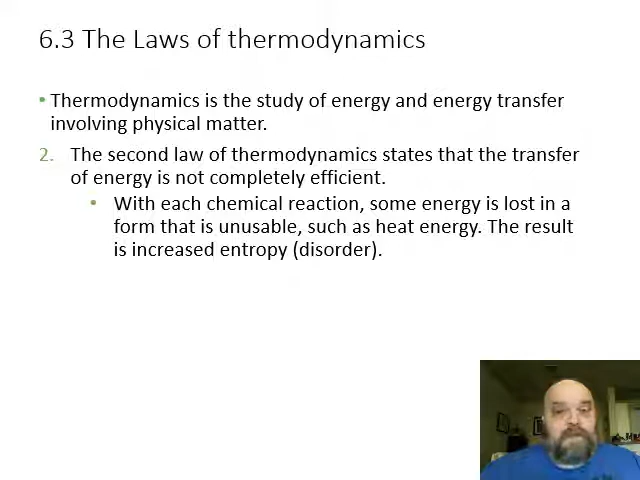 6.3 The Laws of thermodynamics
• Thermodynamics is the study of energy and energy transfer
involving physical matter.
2. The second law of thermodynamics states that the transfer
of energy is not completely efficient.
• With each chemical reaction, some energy is lost in a
form that is unusable, such as heat energy. The result
is increased entropy (disorder).